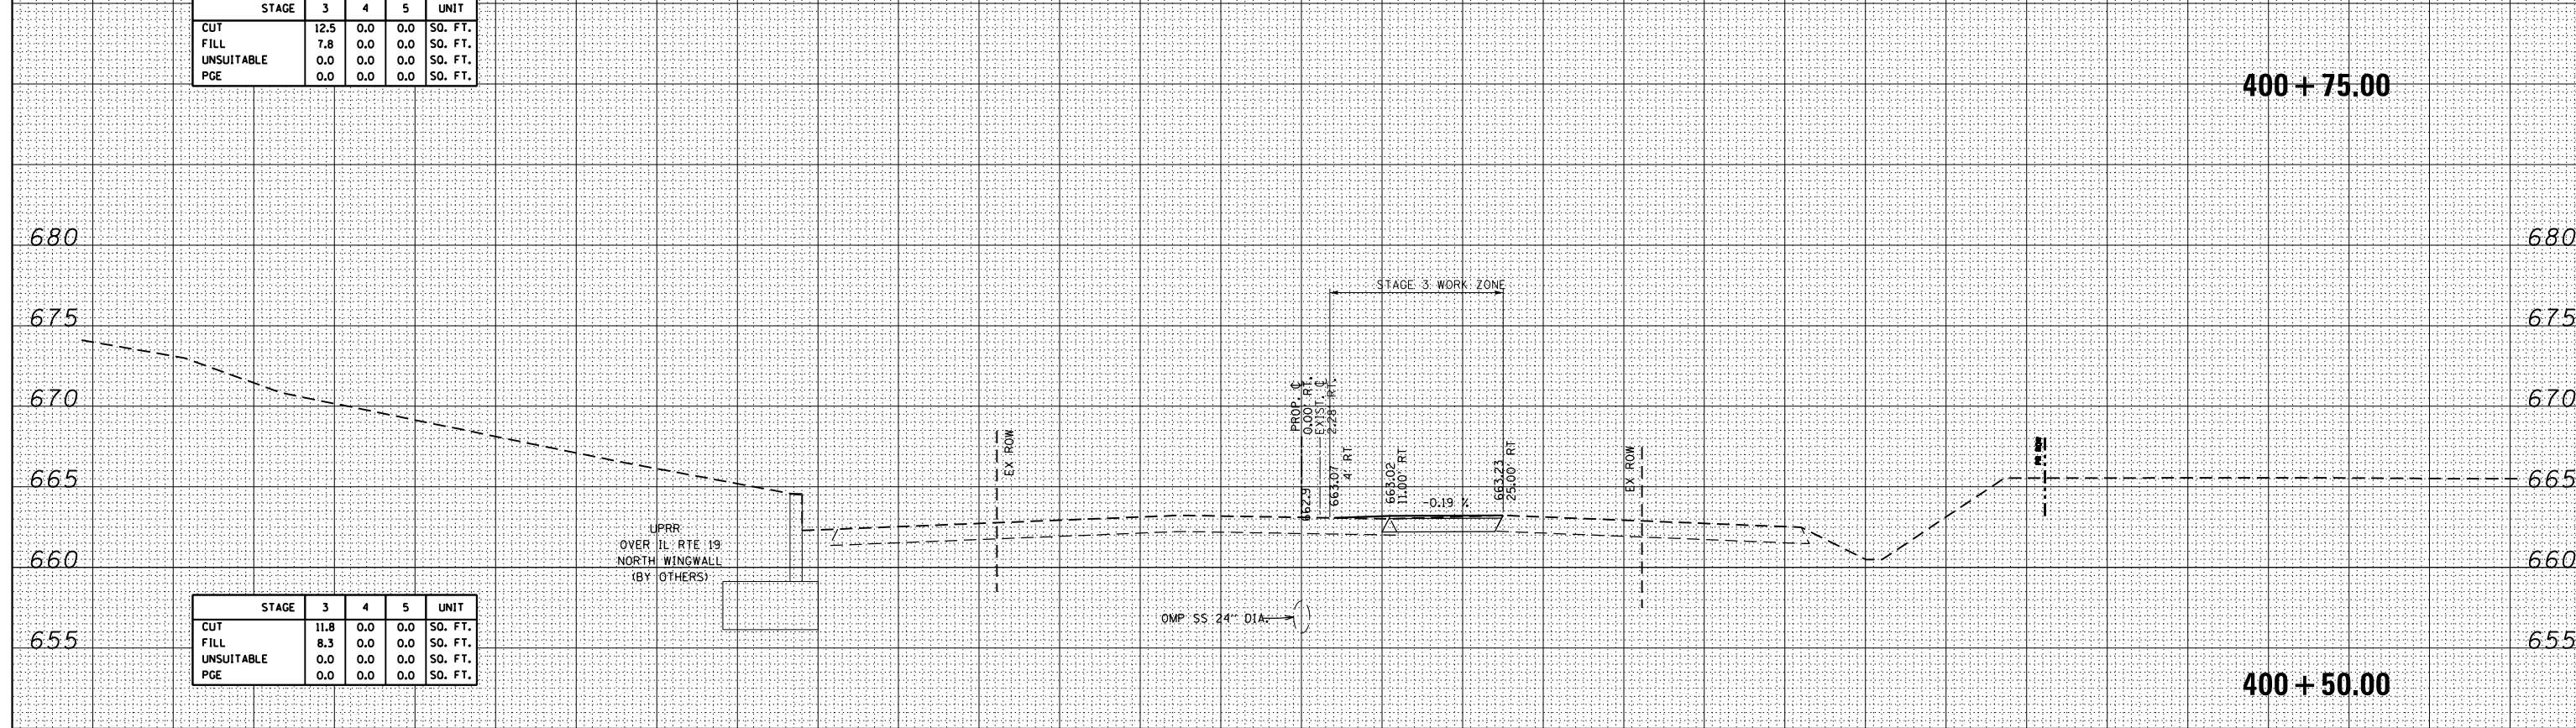 STAGE 3 4 5 UNIT
CUT 12.5 0.0 0.0 SQ. FT.
FILL 7.8 0.0 0.0 SQ. FT.
UNSUITABLE 0.0 0.0 0.0 SQ. FT.
PGE 0.0 0.0 0.0 SQ. FT.
400 + 75.00
680 680
STAGE 3 WORK ZONE
675 675
670 670
PROP. ℄
0.00' RT.
EXIST. ℄
2.28' RT.
EX ROW
662.9
663.07
4' RT
663.02
11.00' RT
-0.19 %
663.23
25.00' RT
EX ROW
665 665
UPRR
OVER IL RTE 19
NORTH WINGWALL
(BY OTHERS)
660 660
OMP SS 24" DIA.
655 655
STAGE 3 4 5 UNIT
CUT 11.8 0.0 0.0 SQ. FT.
FILL 8.3 0.0 0.0 SQ. FT.
UNSUITABLE 0.0 0.0 0.0 SQ. FT.
PGE 0.0 0.0 0.0 SQ. FT.
400 + 50.00